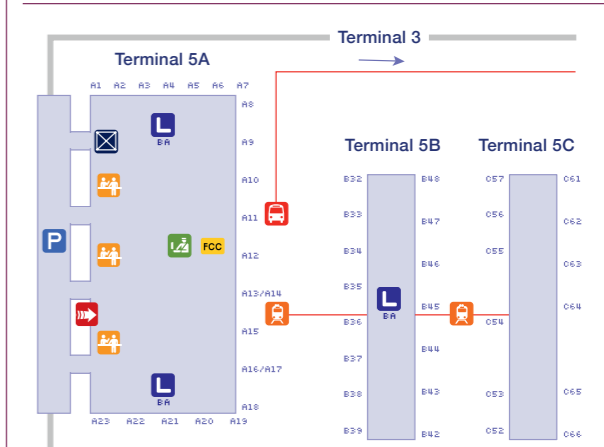 Terminal 3
Terminal 5A
A1 A2 A3 A4 A5 A6 A7
A8
L
BA
A9
A10
A11
P
FCC
A12
A13/A14
A15
A16/A17
L
BA
A18
A23 A22 A21 A20 A19
Terminal 5B
B32 B48
B33 B47
B34 B46
B35
L
BA
B45
B36
B44
B37
B38 B43
B39 B42
Terminal 5C
C57 C61
C56 C62
C55 C63
C64
C54
C53 C65
C52 C66